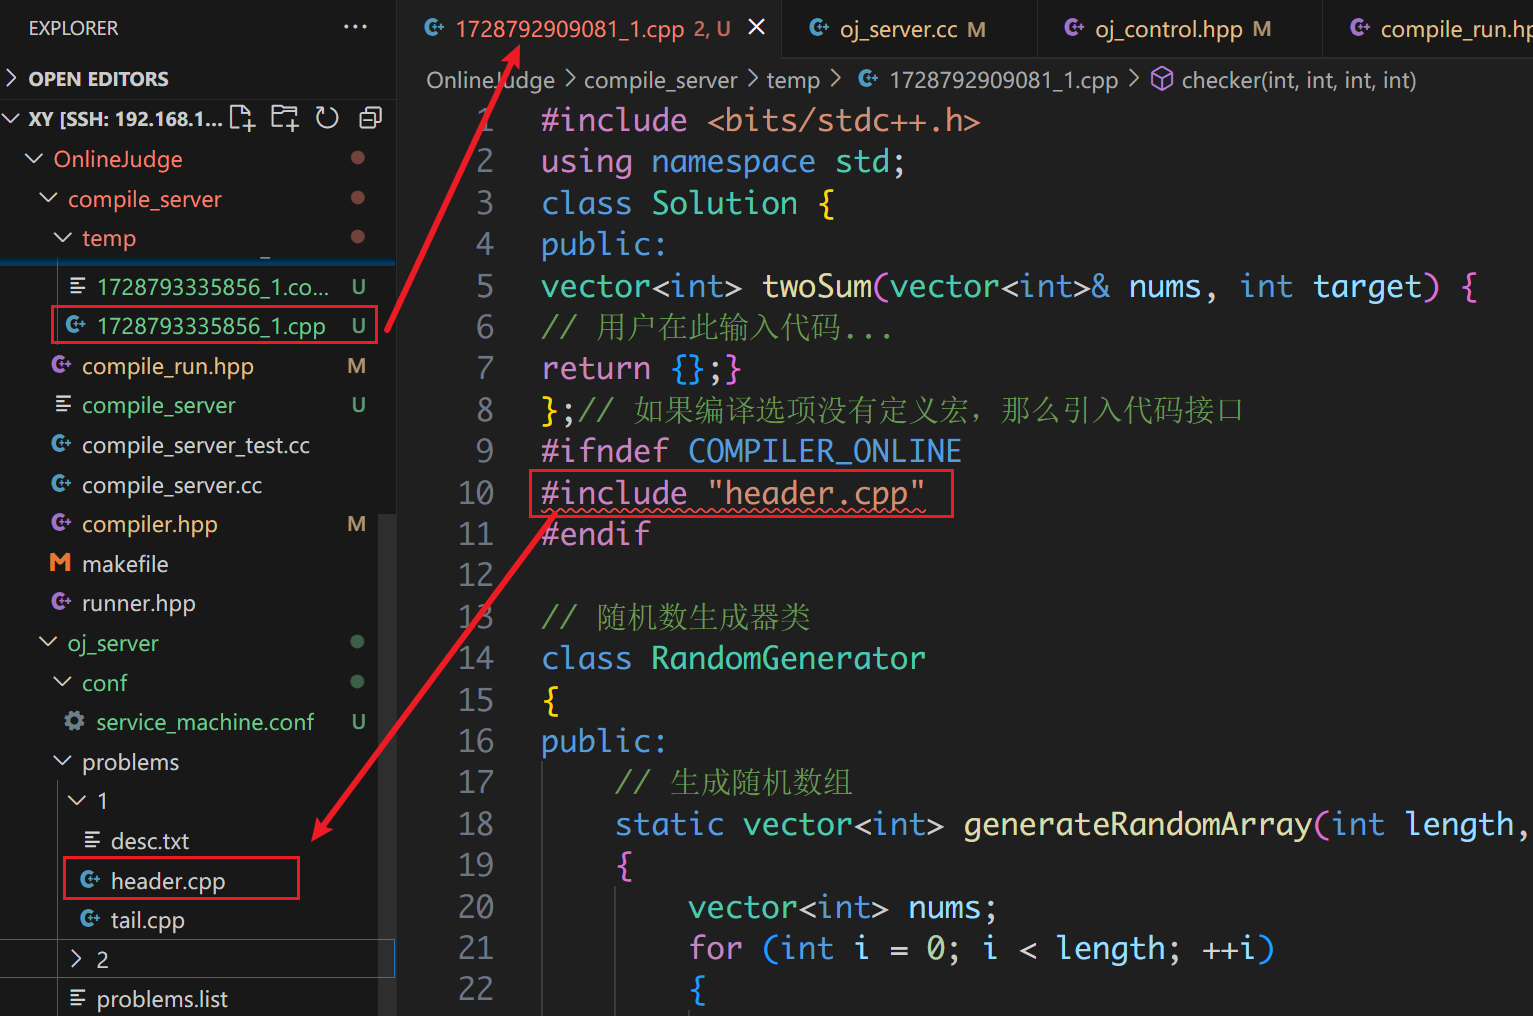 EXPLORER ...
OPEN EDITORS
XY [SSH: 192.168.1...
OnlineJudge
compile_server
temp
1728793335856_1.co... U
1728793335856_1.cpp U
compile_run.hpp M
compile_server U
compile_server_test.cc
compile_server.cc
compiler.hpp M
makefile
runner.hpp
oj_server
conf
service_machine.conf U
problems
1
desc.txt
header.cpp
tail.cpp
2
problems.list
1728792909081_1.cpp 2, U
oj_server.cc M
oj_control.hpp M
compile_run.hp
OnlineJudge > compile_server > temp > 1728792909081_1.cpp > checker(int, int, int, int)
1 #include <bits/stdc++.h>
2 using namespace std;
3 class Solution {
4 public:
5 vector<int> twoSum(vector<int>& nums, int target) {
6 // 用户在此输入代码...
7 return {};}
8 };// 如果编译选项没有定义宏，那么引入代码接口
9 #ifndef COMPILER_ONLINE
10 #include "header.cpp"
11 #endif
12
13 // 随机数生成器类
14 class RandomGenerator
15 {
16 public:
17 // 生成随机数组
18 static vector<int> generateRandomArray(int length,
19 {
20 vector<int> nums;
21 for (int i = 0; i < length; ++i)
22 {